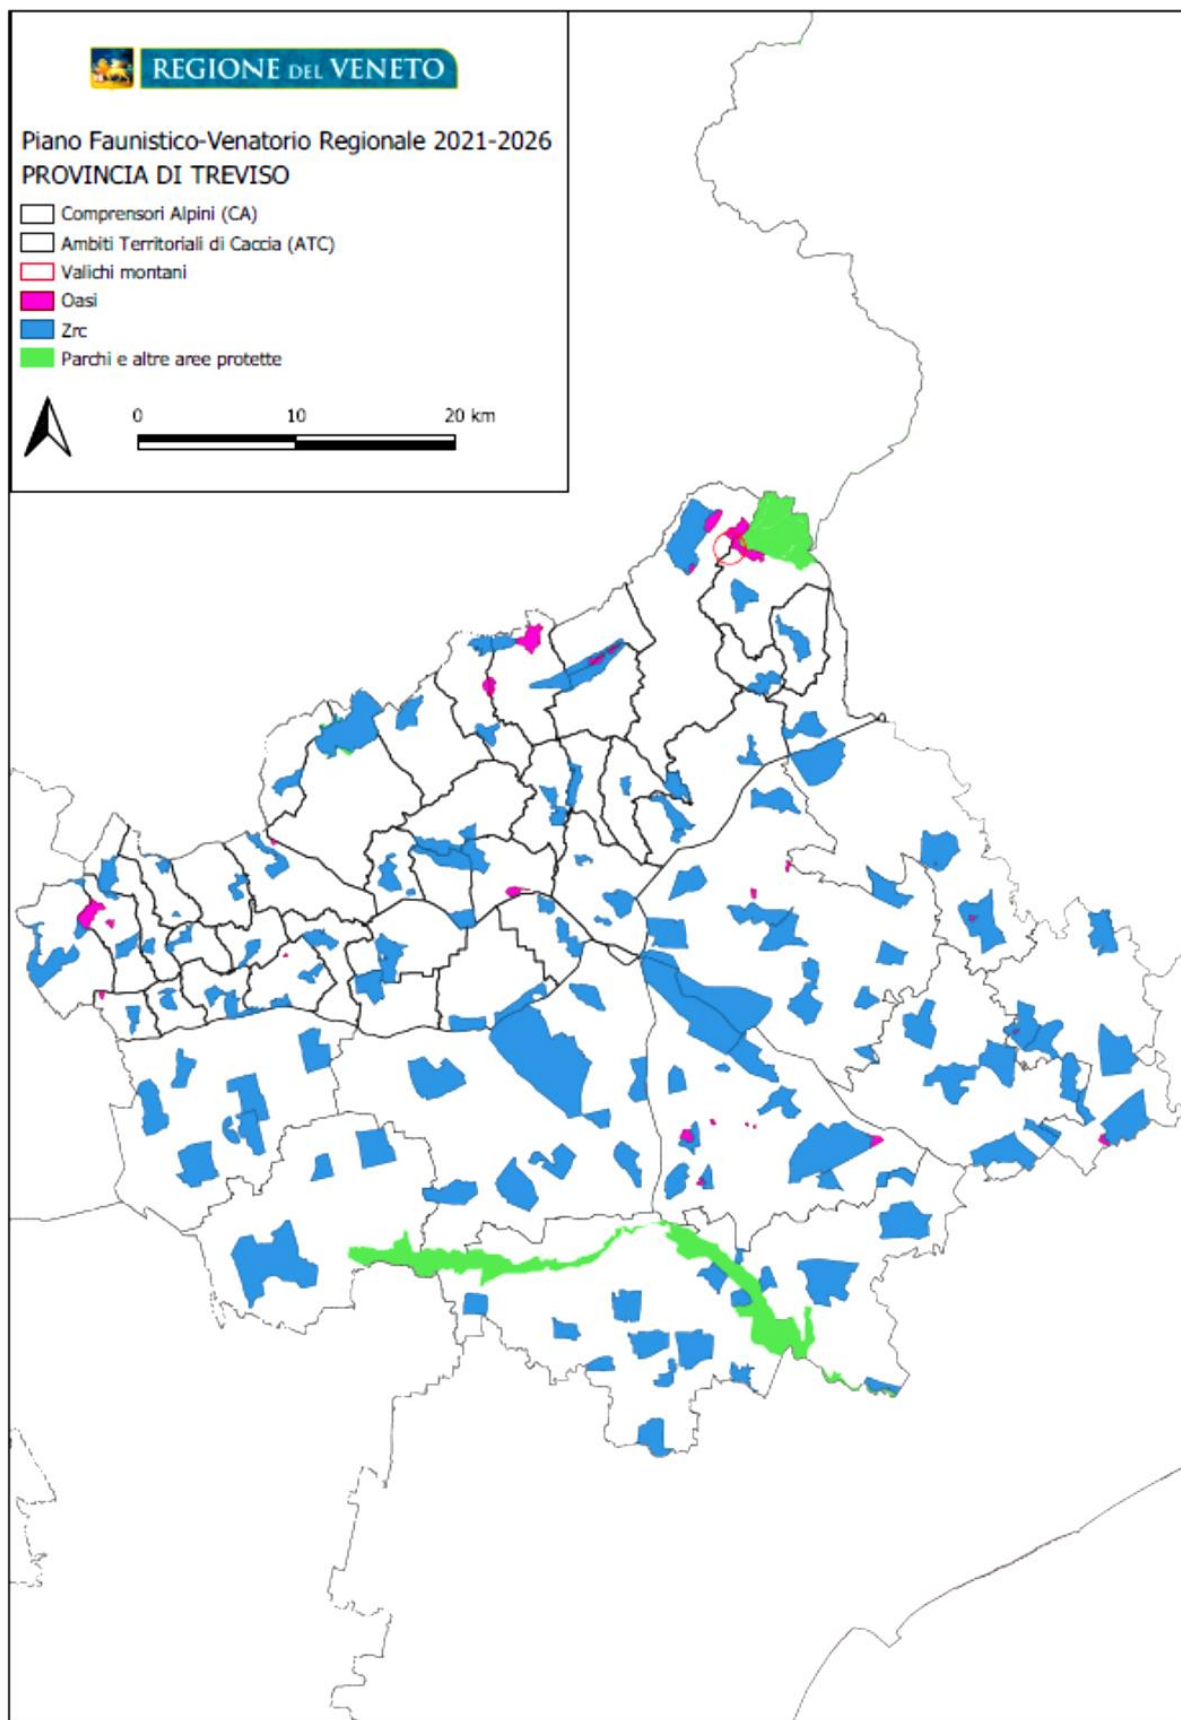 REGIONE DEL VENETO
Piano Faunistico-Venatorio Regionale 2021-2026
PROVINCIA DI TREVISO
Comprensori Alpini (CA)
Ambiti Territoriali di Caccia (ATC)
Valichi montani
Oasi
Zrc
Parchi e altre aree protette
0 10 20 km